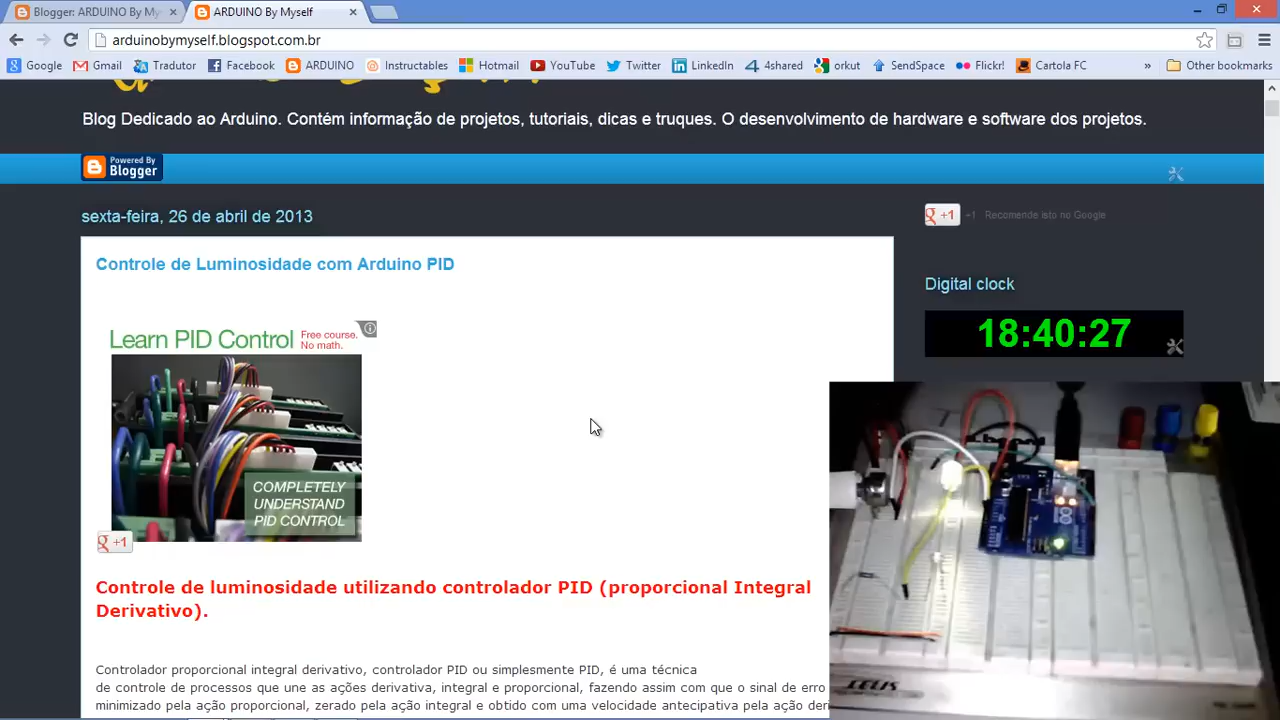 Blogger: ARDUINO By My
ARDUINO By Myself
arduinobymyself.blogspot.com.br
Google
Gmail
Tradutor
Facebook
ARDUINO
Instructables
Hotmail
YouTube
Twitter
LinkedIn
4shared
orkut
SendSpace
Flickr!
Cartola FC
»
Other bookmarks
Blog Dedicado ao Arduino. Contém informação de projetos, tutoriais, dicas e truques. O desenvolvimento de hardware e software dos projetos.
Powered By
Blogger
sexta-feira, 26 de abril de 2013
+1
+1 Recomende isto no Google
Controle de Luminosidade com Arduino PID
Digital clock
18:40:27
Learn PID Control
Free course.
No math.
COMPLETELY
UNDERSTAND
PID CONTROL
+1
Controle de luminosidade utilizando controlador PID (proporcional Integral
Derivativo).
Controlador proporcional integral derivativo, controlador PID ou simplesmente PID, é uma técnica
de controle de processos que une as ações derivativa, integral e proporcional, fazendo assim com que o sinal de erro
minimizado pela ação proporcional, zerado pela ação integral e obtido com uma velocidade antecipativa pela ação deri